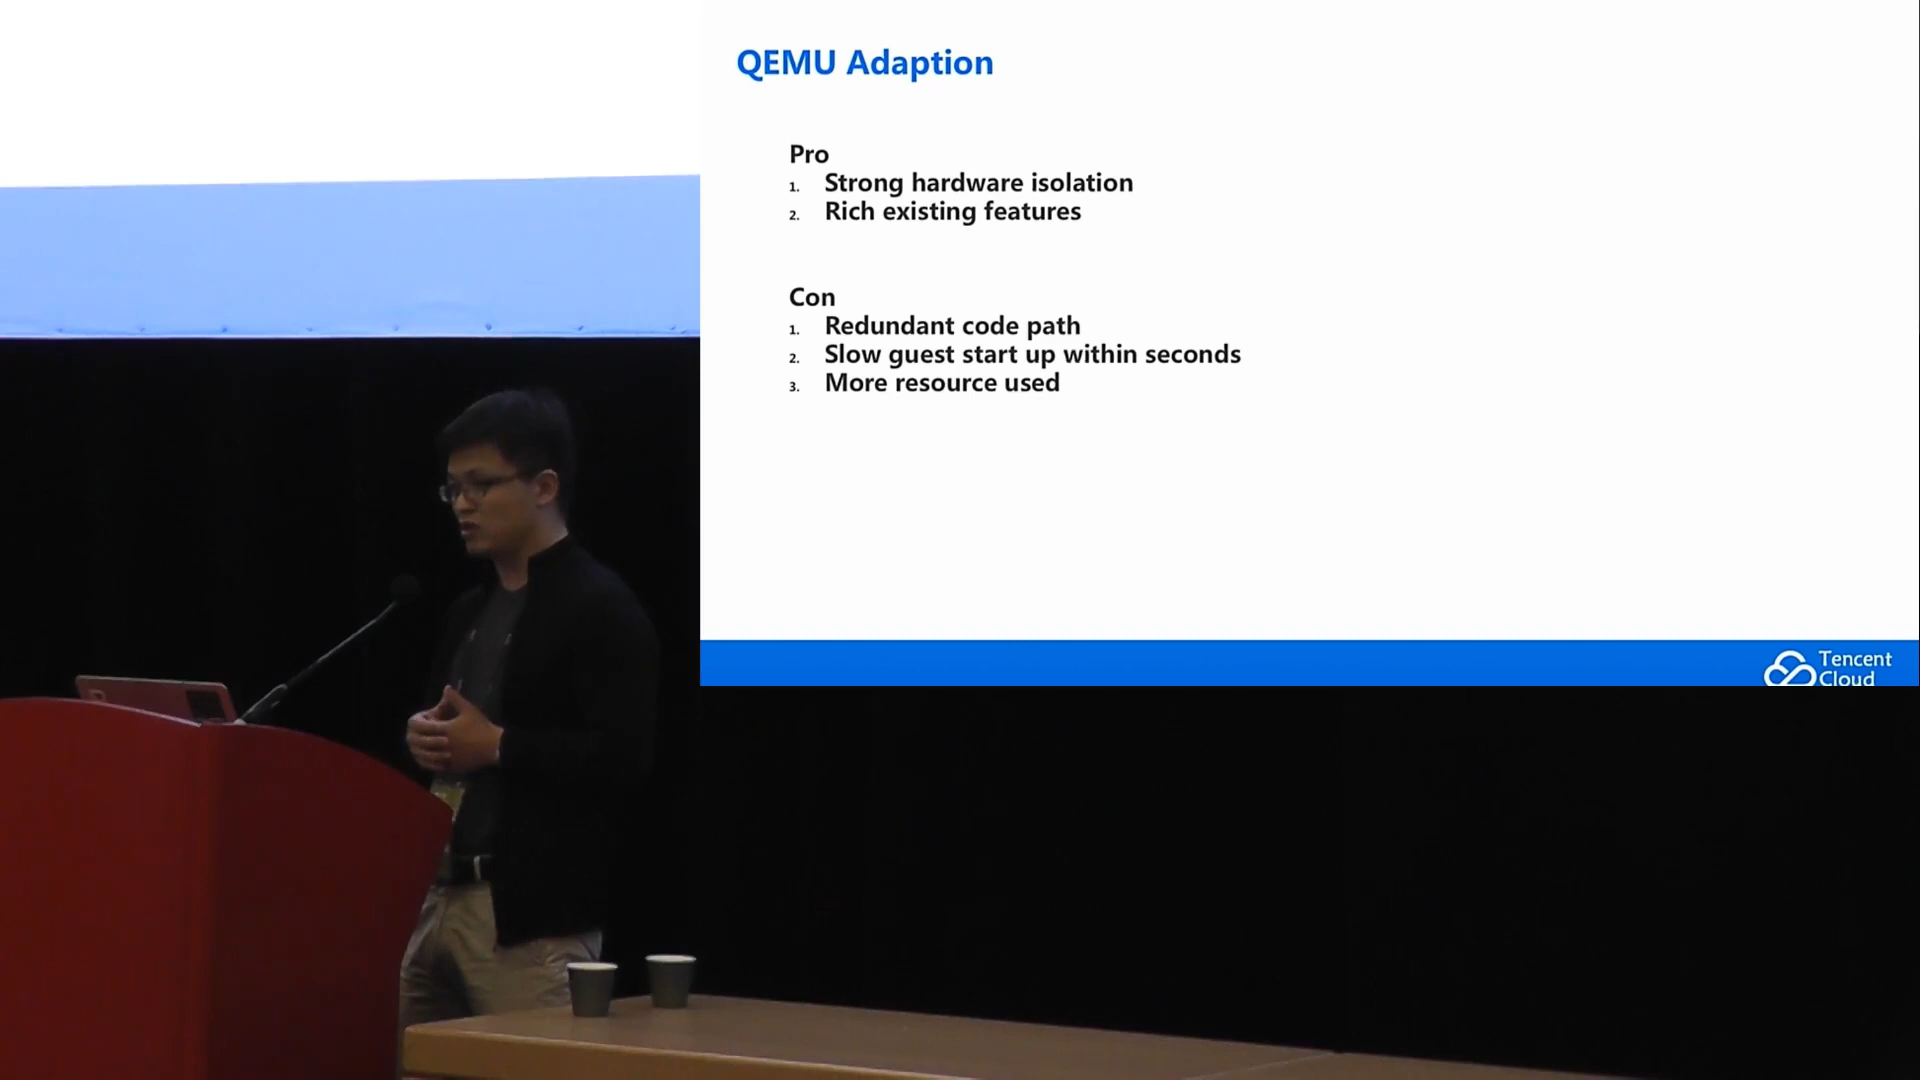 QEMU Adaption
Pro
1. Strong hardware isolation
2. Rich existing features
Con
1. Redundant code path
2. Slow guest start up within seconds
3. More resource used
Tencent
Cloud